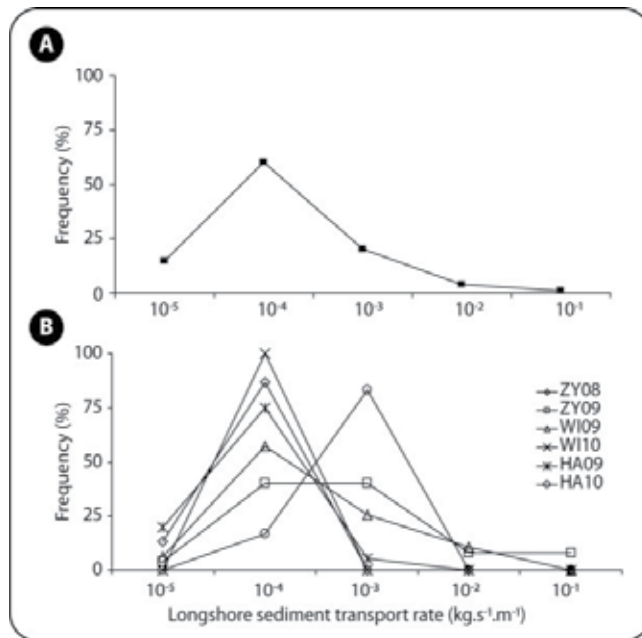 A
100
75
50
25
0
Frequency (%)
10⁻⁵ 10⁻⁴ 10⁻³ 10⁻² 10⁻¹
B
100
75
50
25
0
Frequency (%)
ZY08
ZY09
WI09
WI10
HA09
HA10
10⁻⁵ 10⁻⁴ 10⁻³ 10⁻² 10⁻¹
Longshore sediment transport rate (kg.s⁻¹.m⁻¹)